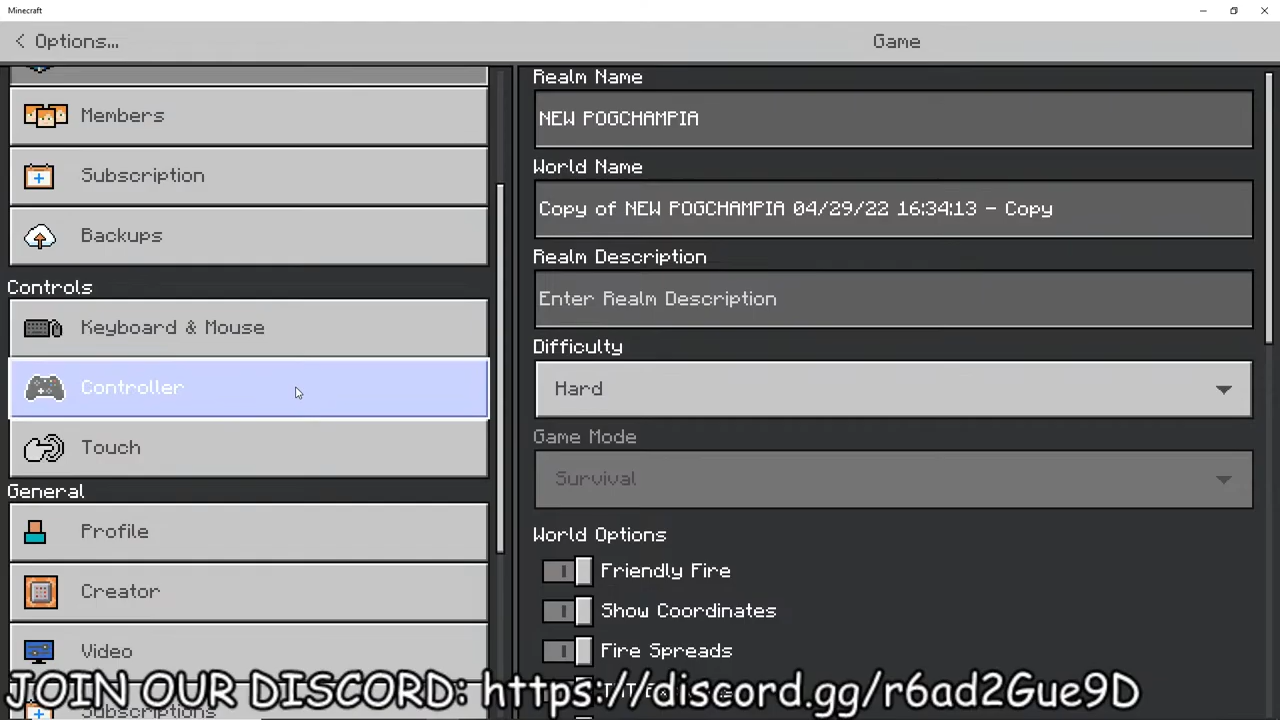 Minecraft
Options...
Game
Members
Subscription
Backups
Controls
Keyboard & Mouse
Controller
Touch
General
Profile
Creator
Video
Subscriptions
Realm Name
NEW POGCHAMPIA
World Name
Copy of NEW POGCHAMPIA 04/29/22 16:34:13 - Copy
Realm Description
Enter Realm Description
Difficulty
Hard
Game Mode
Survival
World Options
Friendly Fire
Show Coordinates
Fire Spreads
JOIN OUR DISCORD: https://discord.gg/r6ad2Gue9D